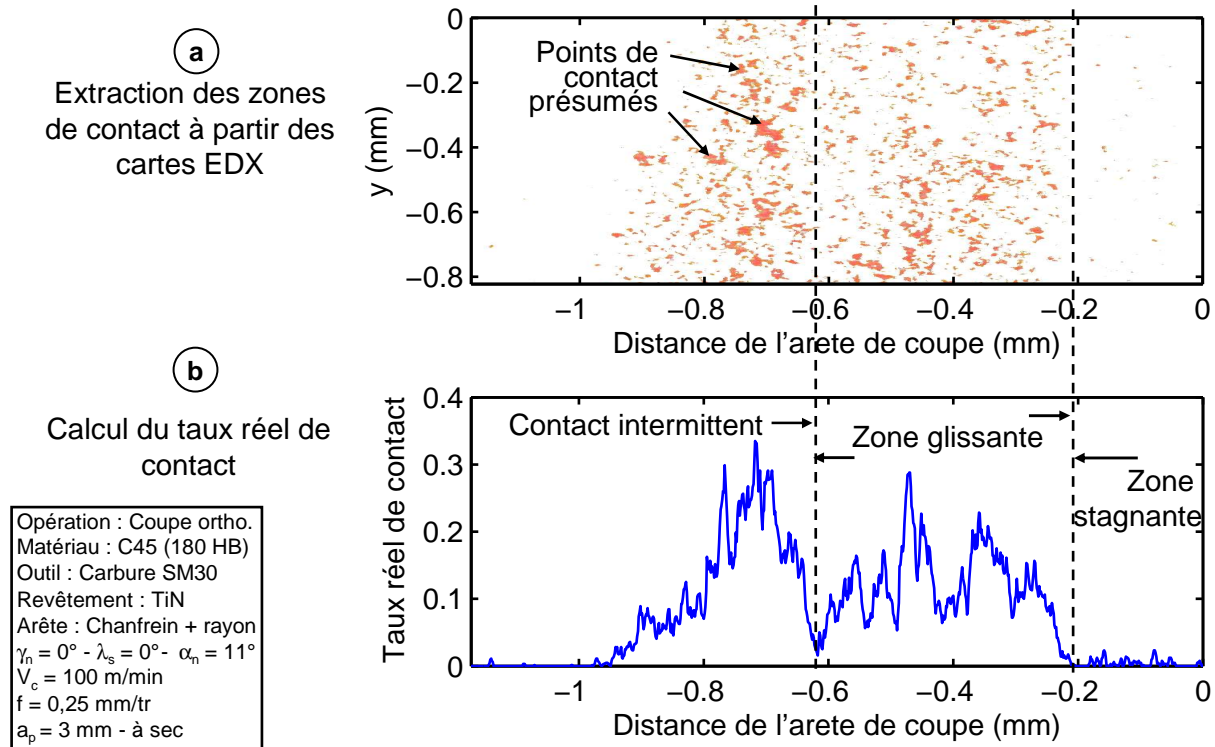 a
Extraction des zones
de contact à partir des
cartes EDX
Points de
contact
présumés
y (mm)
0
−0.2
−0.4
−0.6
−0.8
−1
−0.8
−0.6
−0.4
−0.2
0
Distance de l'arete de coupe (mm)
b
Calcul du taux réel de
contact
Opération : Coupe ortho.
Matériau : C45 (180 HB)
Outil : Carbure SM30
Revêtement : TiN
Arête : Chanfrein + rayon
γn = 0° - λs = 0° - αn = 11°
Vc = 100 m/min
f = 0,25 mm/tr
ap = 3 mm - à sec
Taux réel de contact
0.4
0.3
0.2
0.1
0
Contact intermittent
Zone glissante
Zone
stagnante
−1
−0.8
−0.6
−0.4
−0.2
0
Distance de l'arete de coupe (mm)